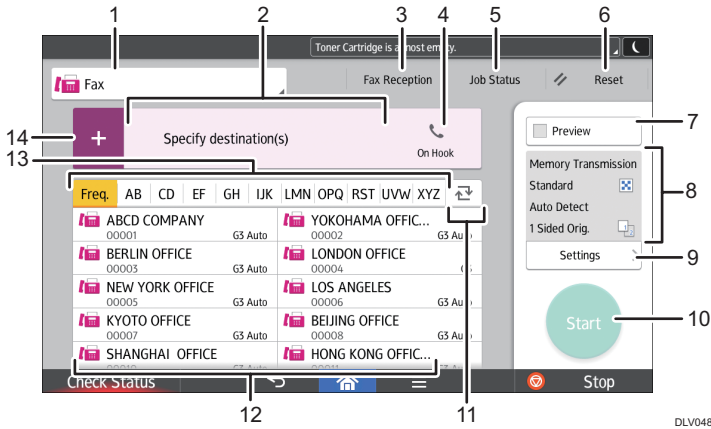 1
2
3
4
5
6
Toner Cartridge is almost empty.
Fax
Fax Reception
Job Status
Reset
7
14
+
Specify destination(s)
On Hook
Preview
13
Memory Transmission
8
Freq. AB CD EF GH IJK LMN OPQ RST UVW XYZ
Standard
Auto Detect
1 Sided Orig.
ABCD COMPANY
00001 G3 Auto
YOKOHAMA OFFIC...
00002 G3 Auto
BERLIN OFFICE
00003 G3 Auto
LONDON OFFICE
00004
Settings
9
NEW YORK OFFICE
00005 G3 Auto
LOS ANGELES
00006 G3 Auto
KYOTO OFFICE
00007 G3 Auto
BEIJING OFFICE
00008 G3 Auto
Start
10
SHANGHAI OFFICE
HONG KONG OFFIC...
Check Status
Stop
12
11
DLV048